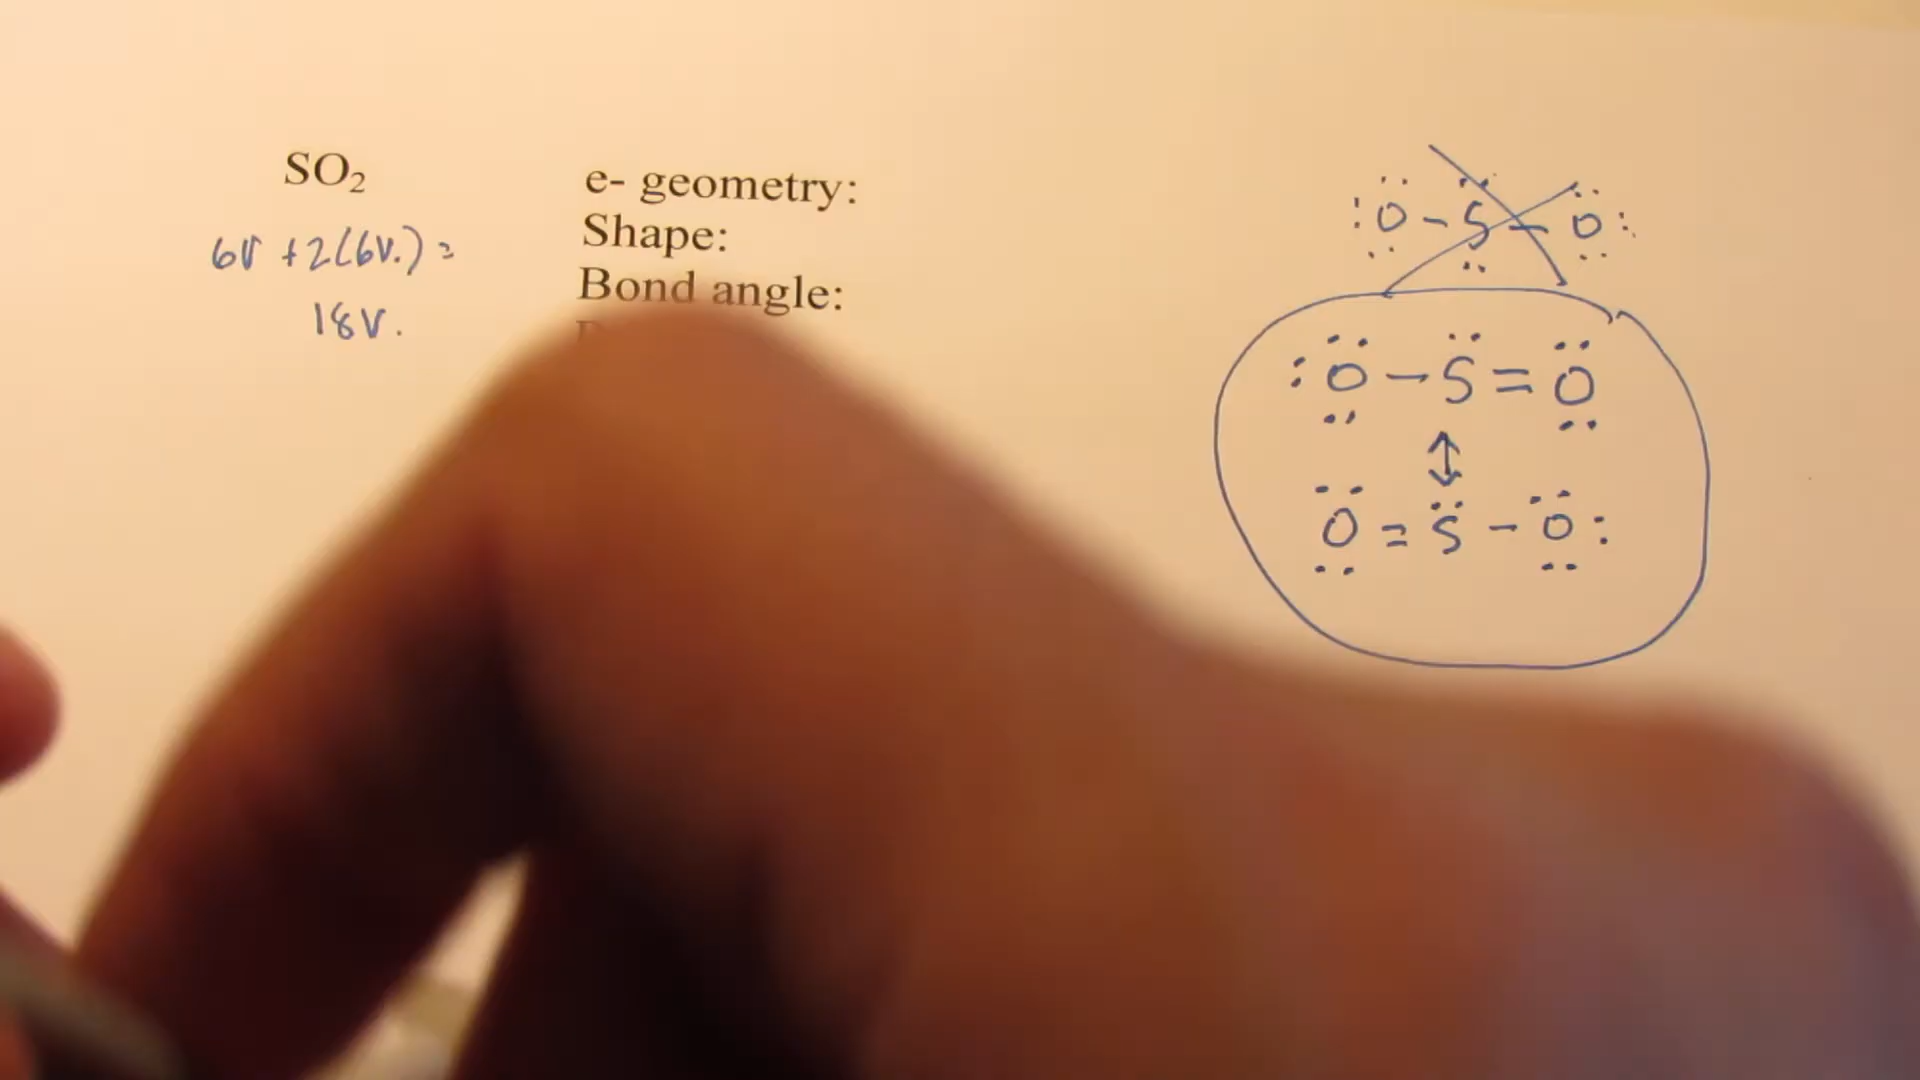 SO₂
6V + 2(6V.) =
18V.
e- geometry:
Shape:
Bond angle:
:O - S - O:
:O - S = O
↕
O = S - O: